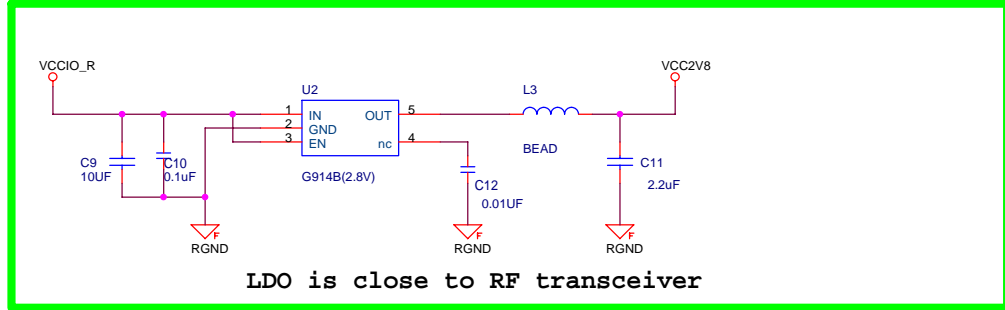 VCCIO_R
VCC2V8
U2
L3
1 IN OUT 5
2 GND
3 EN nc 4
BEAD
C9
10UF
C10
0.1uF
G914B(2.8V)
C11
2.2uF
C12
0.01UF
F
RGND
F
RGND
F
RGND
LDO is close to RF transceiver